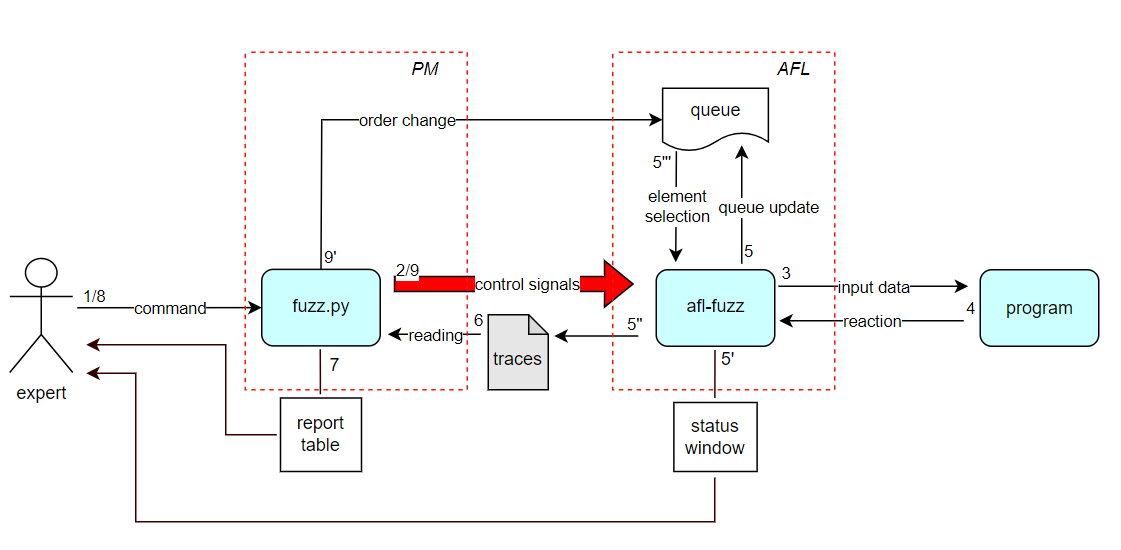 PM
AFL
queue
order change
5'''
element
selection
queue update
9'
5
2/9
3
1/8
command
fuzz.py
control signals
afl-fuzz
input data
program
6
5''
4
reading
reaction
traces
7
5'
expert
report
table
status
window